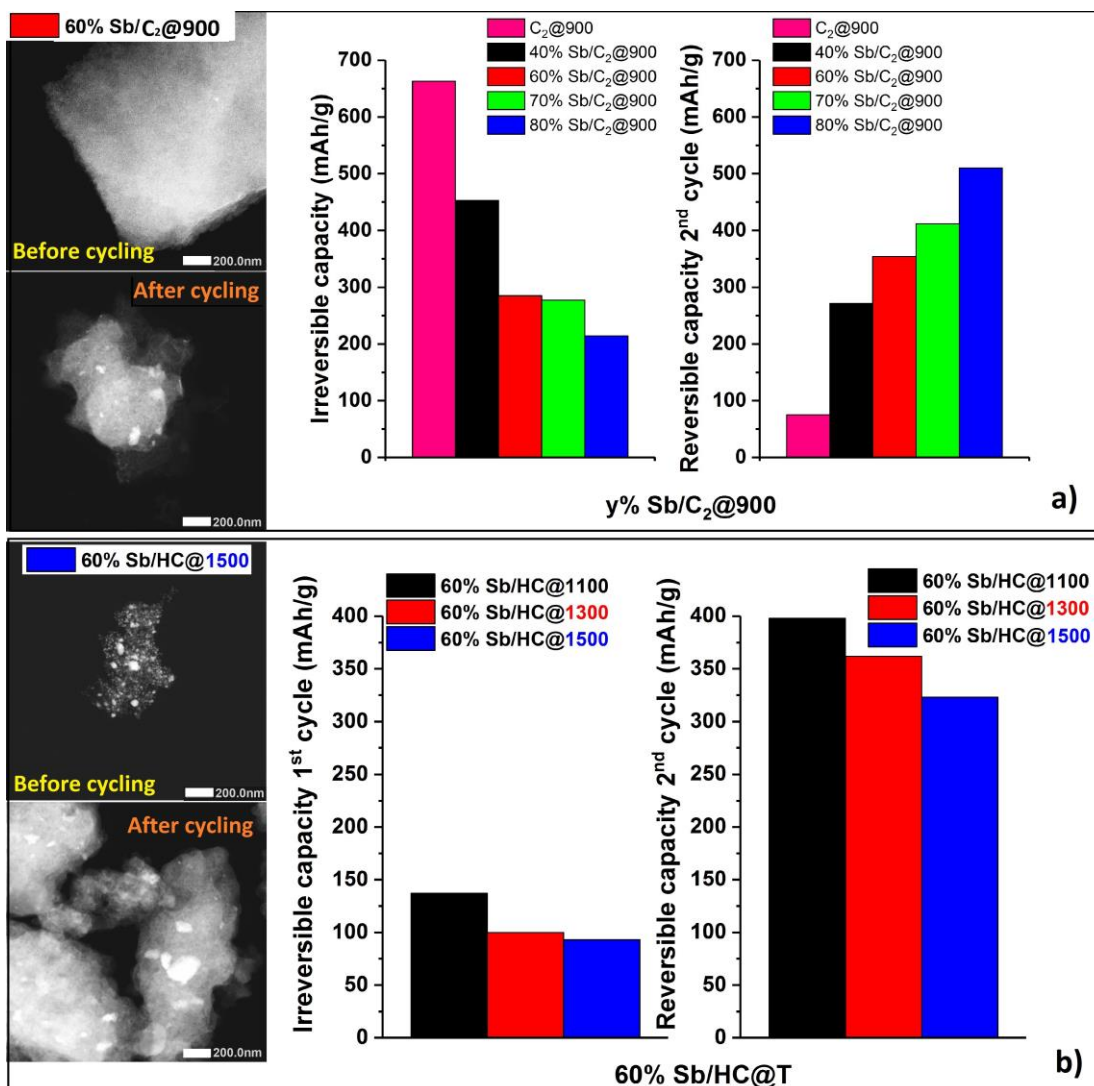 60% Sb/C₂@900
Before cycling
200.0nm
After cycling
200.0nm
Irreversible capacity (mAh/g)
700
600
500
400
300
200
100
0
C₂@900
40% Sb/C₂@900
60% Sb/C₂@900
70% Sb/C₂@900
80% Sb/C₂@900
Reversible capacity 2nd cycle (mAh/g)
700
600
500
400
300
200
100
0
C₂@900
40% Sb/C₂@900
60% Sb/C₂@900
70% Sb/C₂@900
80% Sb/C₂@900
y% Sb/C₂@900
a)
60% Sb/HC@1500
Before cycling
200.0nm
After cycling
200.0nm
Irreversible capacity 1st cycle (mAh/g)
400
350
300
250
200
150
100
50
0
60% Sb/HC@1100
60% Sb/HC@1300
60% Sb/HC@1500
Reversible capacity 2nd cycle (mAh/g)
400
350
300
250
200
150
100
50
0
60% Sb/HC@1100
60% Sb/HC@1300
60% Sb/HC@1500
60% Sb/HC@T
b)